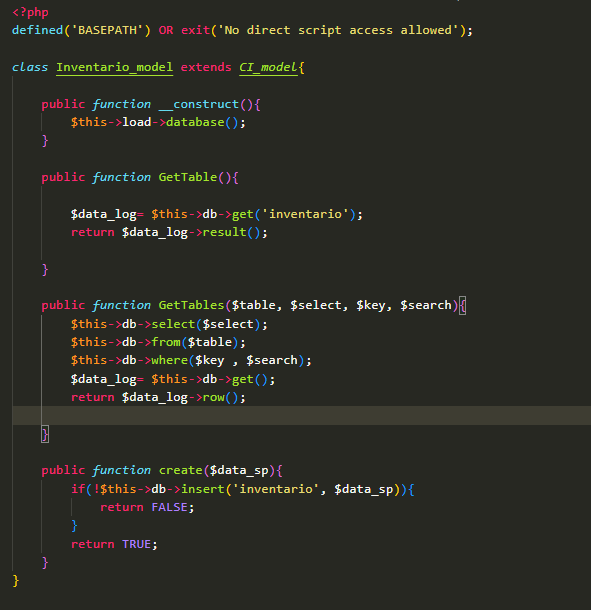 <?php
defined('BASEPATH') OR exit('No direct script access allowed');
class Inventario_model extends CI_model{
public function __construct(){
$this->load->database();
}
public function GetTable(){
$data_log= $this->db->get('inventario');
return $data_log->result();
}
public function GetTables($table, $select, $key, $search){
$this->db->select($select);
$this->db->from($table);
$this->db->where($key , $search);
$data_log= $this->db->get();
return $data_log->row();
}
public function create($data_sp){
if(!$this->db->insert('inventario', $data_sp)){
return FALSE;
}
return TRUE;
}
}